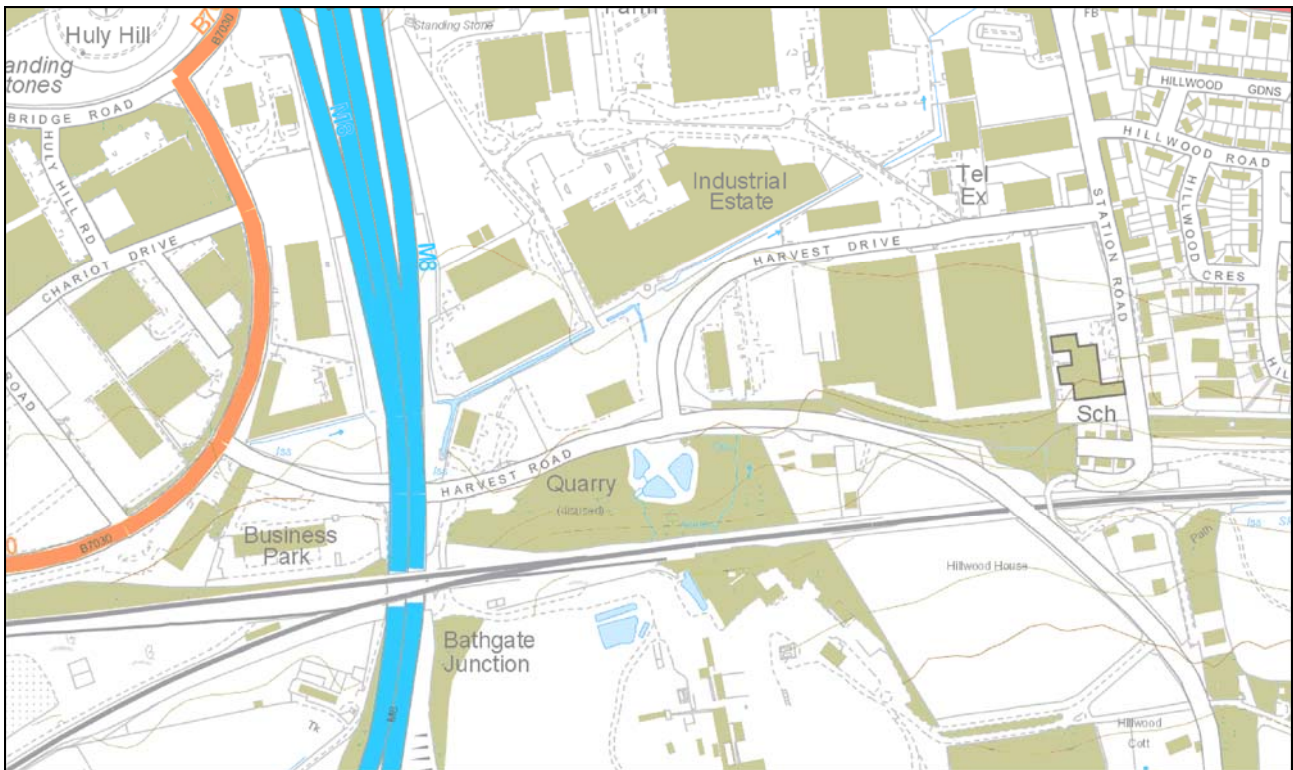 Huly Hill
B7030
Standing Stone
FB
anding
tones
BRIDGE ROAD
HULY HILL RD
M8
M8
HILLWOOD GDNS
HILLWOOD ROAD
Industrial
Estate
Tel
Ex
HILLWOOD
CRES
STATION ROAD
CHARIOT DRIVE
HARVEST DRIVE
ROAD
Sch
Iss
HARVEST ROAD
Quarry
(disused)
Business
Park
B7030
0
Path
Iss
Hillwood House
Bathgate
Junction
M8
Tk
Hillwood
Cott